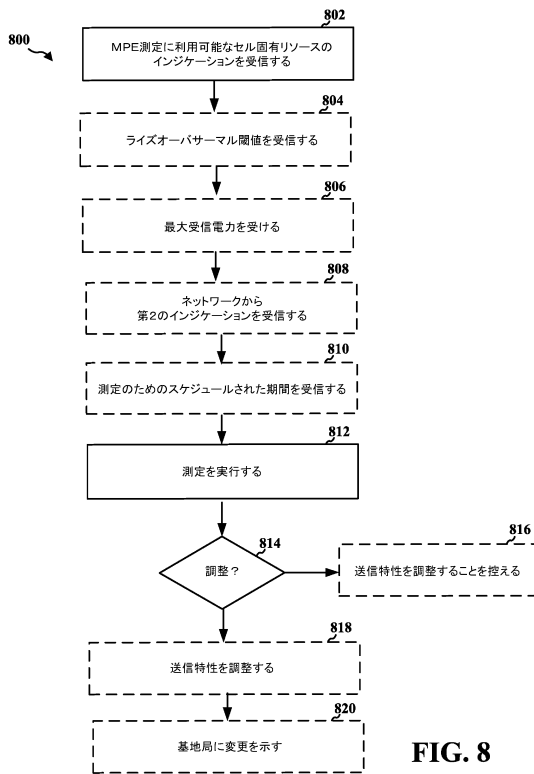 800
802
MPE測定に利用可能なセル固有リソースの
インジケーションを受信する
804
ライズオーバサーマル閾値を受信する
806
最大受信電力を受ける
808
ネットワークから
第2のインジケーションを受信する
810
測定のためのスケジュールされた期間を受信する
812
測定を実行する
814
調整?
816
送信特性を調整することを控える
818
送信特性を調整する
820
基地局に変更を示す
FIG. 8